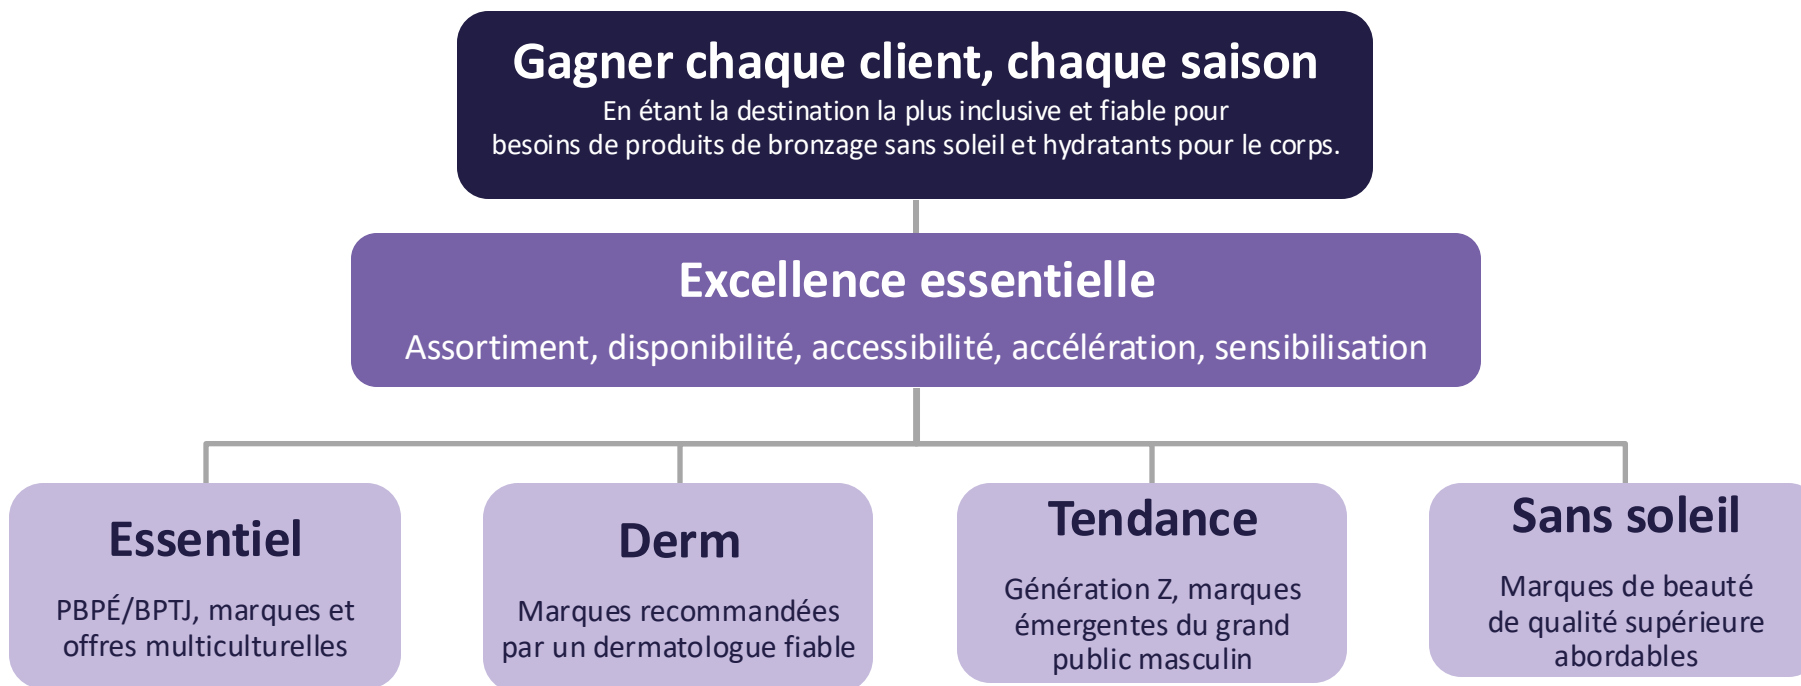 Gagner chaque client, chaque saison
En étant la destination la plus inclusive et fiable pour
besoins de produits de bronzage sans soleil et hydratants pour le corps.
Excellence essentielle
Assortiment, disponibilité, accessibilité, accélération, sensibilisation
Essentiel
PBPÉ/BPTJ, marques et
offres multiculturelles
Derm
Marques recommandées
par un dermatologue fiable
Tendance
Génération Z, marques
émergentes du grand
public masculin
Sans soleil
Marques de beauté
de qualité supérieure
abordables